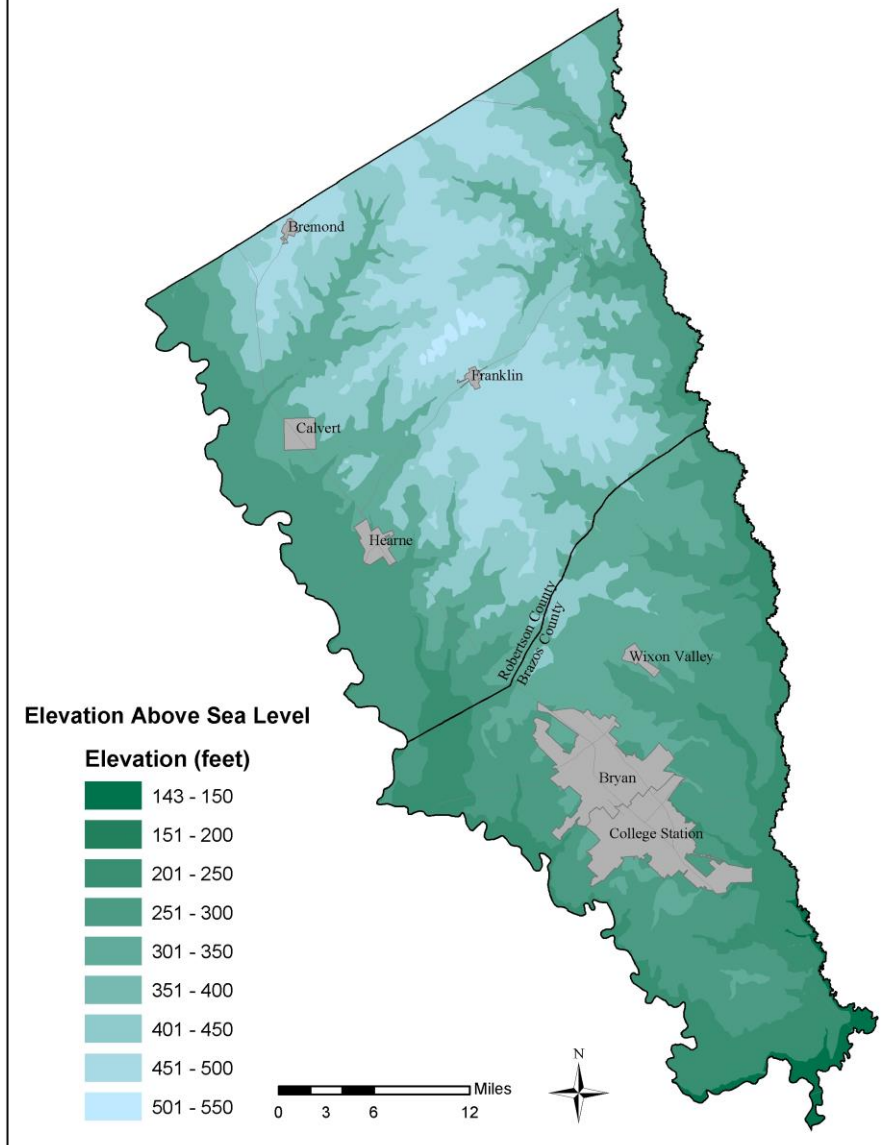 Bremond
Franklin
Calvert
Hearne
Robertson County
Brazos County
Wixon Valley
Bryan
College Station
Elevation Above Sea Level
Elevation (feet)
143 - 150
151 - 200
201 - 250
251 - 300
301 - 350
351 - 400
401 - 450
451 - 500
501 - 550
Miles
0 3 6 12
N